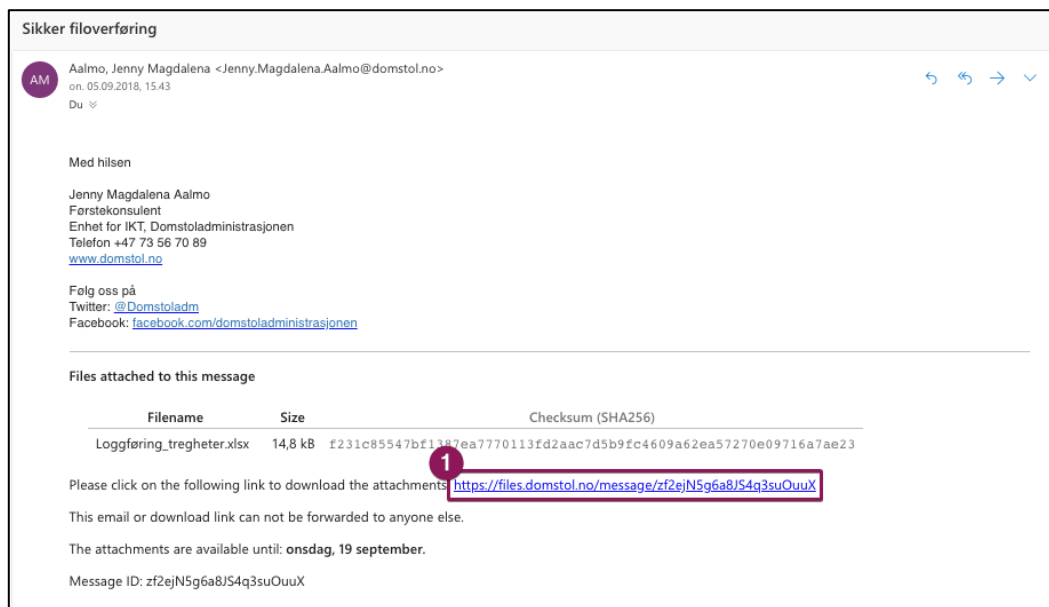 Sikker filoverføring
AM
Aalmo, Jenny Magdalena <Jenny.Magdalena.Aalmo@domstol.no>
on. 05.09.2018, 15.43
Du
Med hilsen
Jenny Magdalena Aalmo
Førstekonsulent
Enhet for IKT, Domstoladministrasjonen
Telefon +47 73 56 70 89
www.domstol.no
Følg oss på
Twitter: @Domstoladm
Facebook: facebook.com/domstoladministrasjonen
Files attached to this message
Filename Size Checksum (SHA256)
Loggføring_tregheter.xlsx 14,8 kB f231c85547bf1387ea7770113fd2aac7d5b9fc4609a62ea57270e09716a7ae23
1
Please click on the following link to download the attachments https://files.domstol.no/message/zf2ejN5g6a8JS4q3suOuuX
This email or download link can not be forwarded to anyone else.
The attachments are available until: onsdag, 19 september.
Message ID: zf2ejN5g6a8JS4q3suOuuX